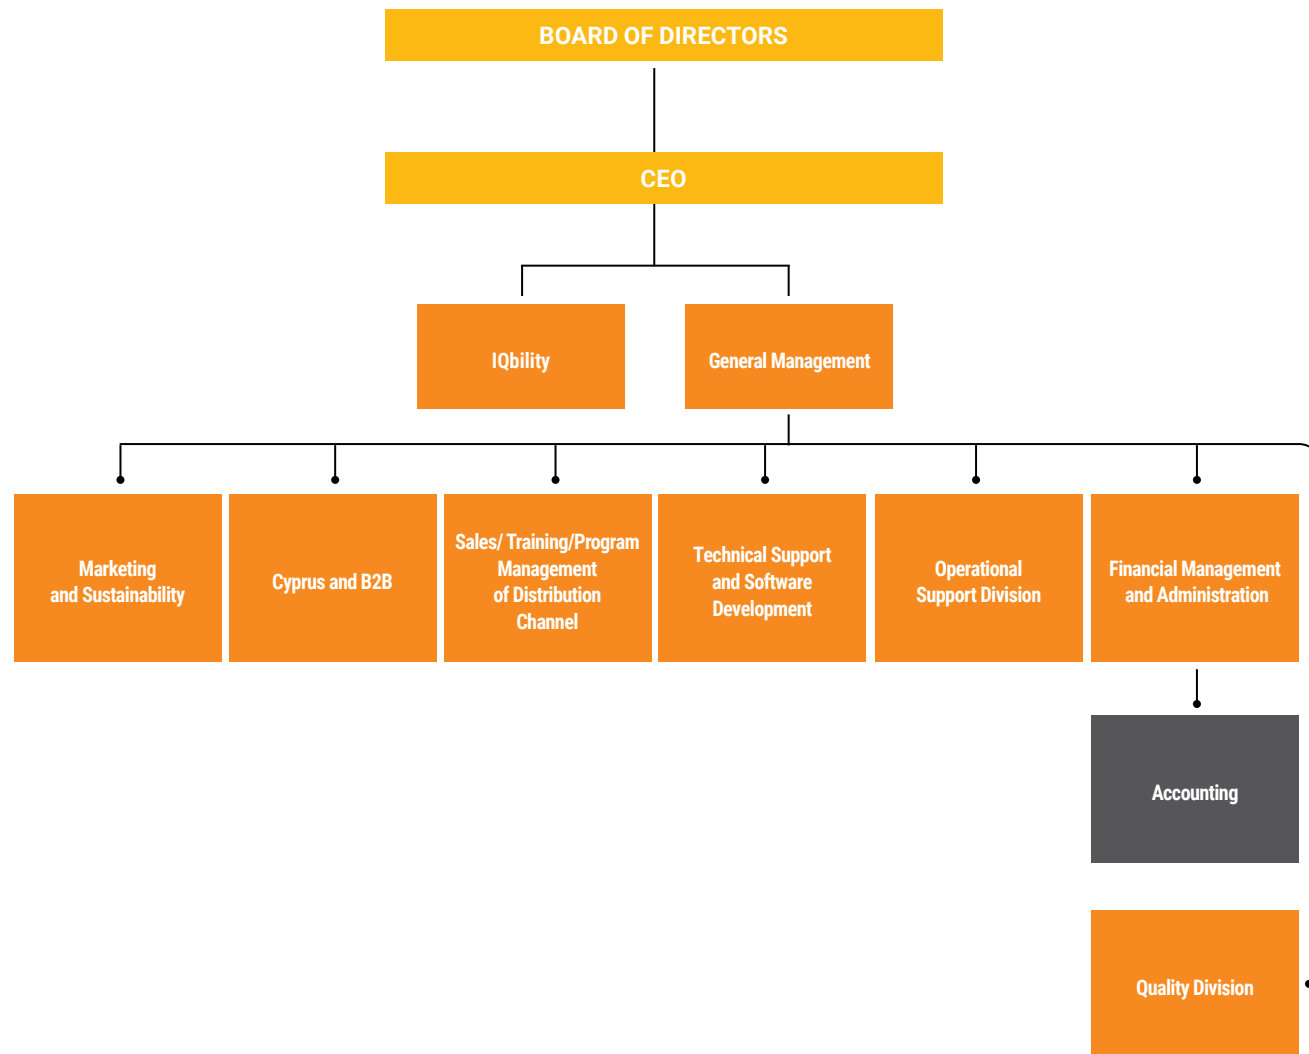 BOARD OF DIRECTORS
CEO
IQbility
General Management
Marketing
and Sustainability
Cyprus and B2B
Sales/ Training/Program
Management
of Distribution
Channel
Technical Support
and Software
Development
Operational
Support Division
Financial Management
and Administration
Accounting
Quality Division